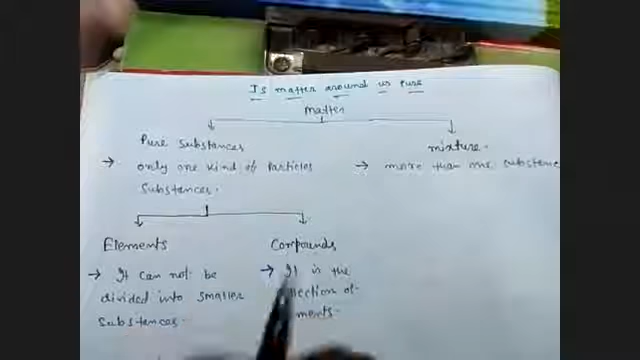 Is matter around us Pure
matter
Pure Substances
mixture.
→ only one kind of Particles
→ more than one substance
Substances.
Elements
Compounds
→ It can not be
→ It is the
divided into smaller
of
Substances.